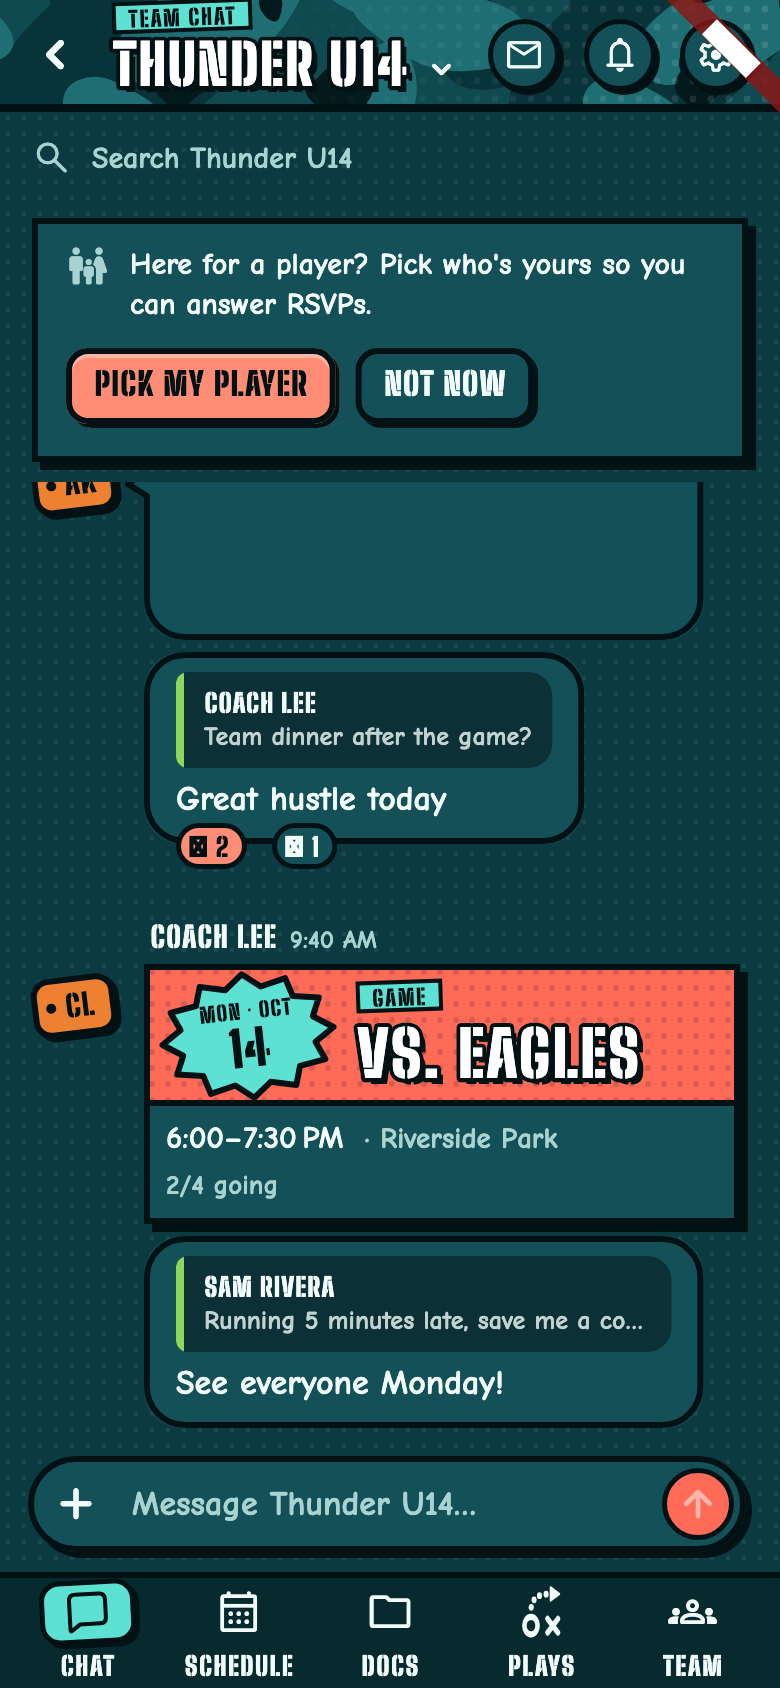 TEAM CHAT
THUNDER U14
Search Thunder U14
Here for a player? Pick who's yours so you
can answer RSVPs.
PICK MY PLAYER
NOT NOW
COACH LEE
Team dinner after the game?
Great hustle today
2
1
COACH LEE 9:40 AM
• CL
MON · OCT
14
GAME
VS. EAGLES
6:00–7:30 PM · Riverside Park
2/4 going
SAM RIVERA
Running 5 minutes late, save me a co...
See everyone Monday!
Message Thunder U14...
CHAT
SCHEDULE
DOCS
PLAYS
TEAM